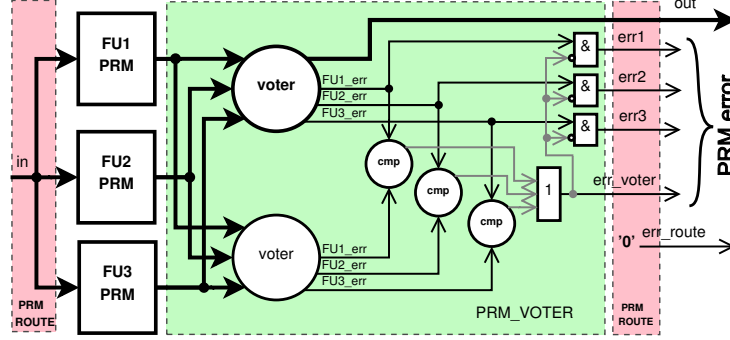 out
FU1
PRM
voter
FU1_err
FU2_err
FU3_err
&
err1
&
err2
&
err3
PRM error
in
FU2
PRM
cmp
cmp
cmp
1
err_voter
FU3
PRM
voter
FU1_err
FU2_err
FU3_err
'0'
err_route
PRM
ROUTE
PRM_VOTER
PRM
ROUTE